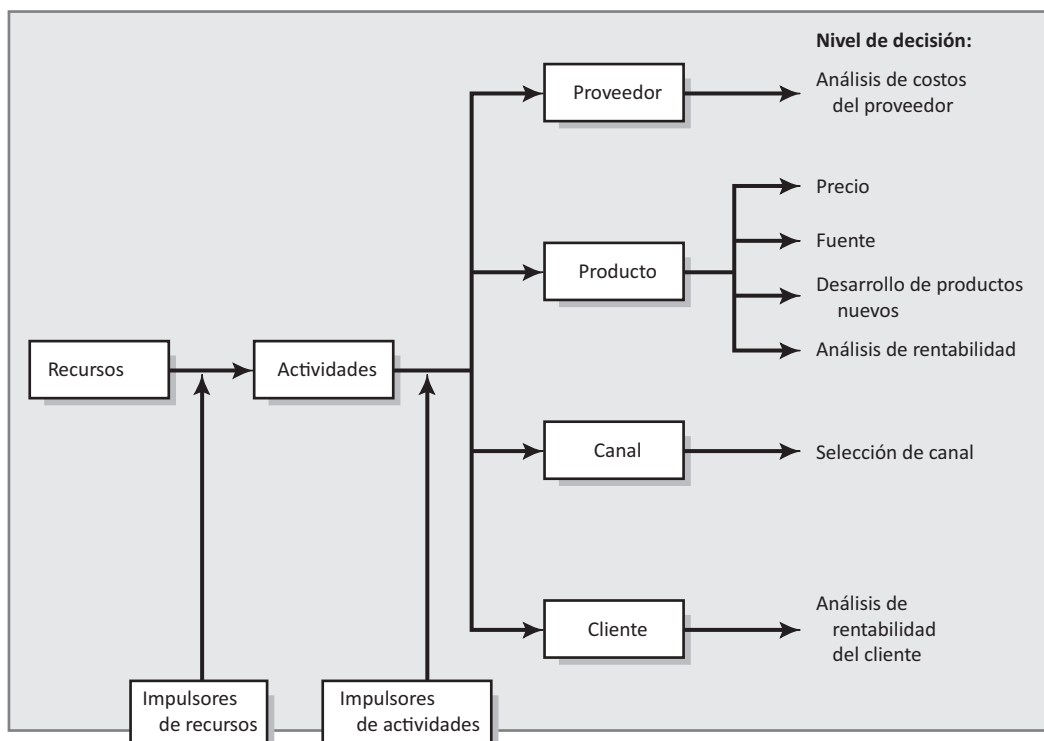 Nivel de decisión:
Proveedor
Análisis de costos
del proveedor
Precio
Fuente
Producto
Desarrollo de productos
nuevos
Análisis de rentabilidad
Recursos
Actividades
Canal
Selección de canal
Cliente
Análisis de
rentabilidad
del cliente
Impulsores
de recursos
Impulsores
de actividades